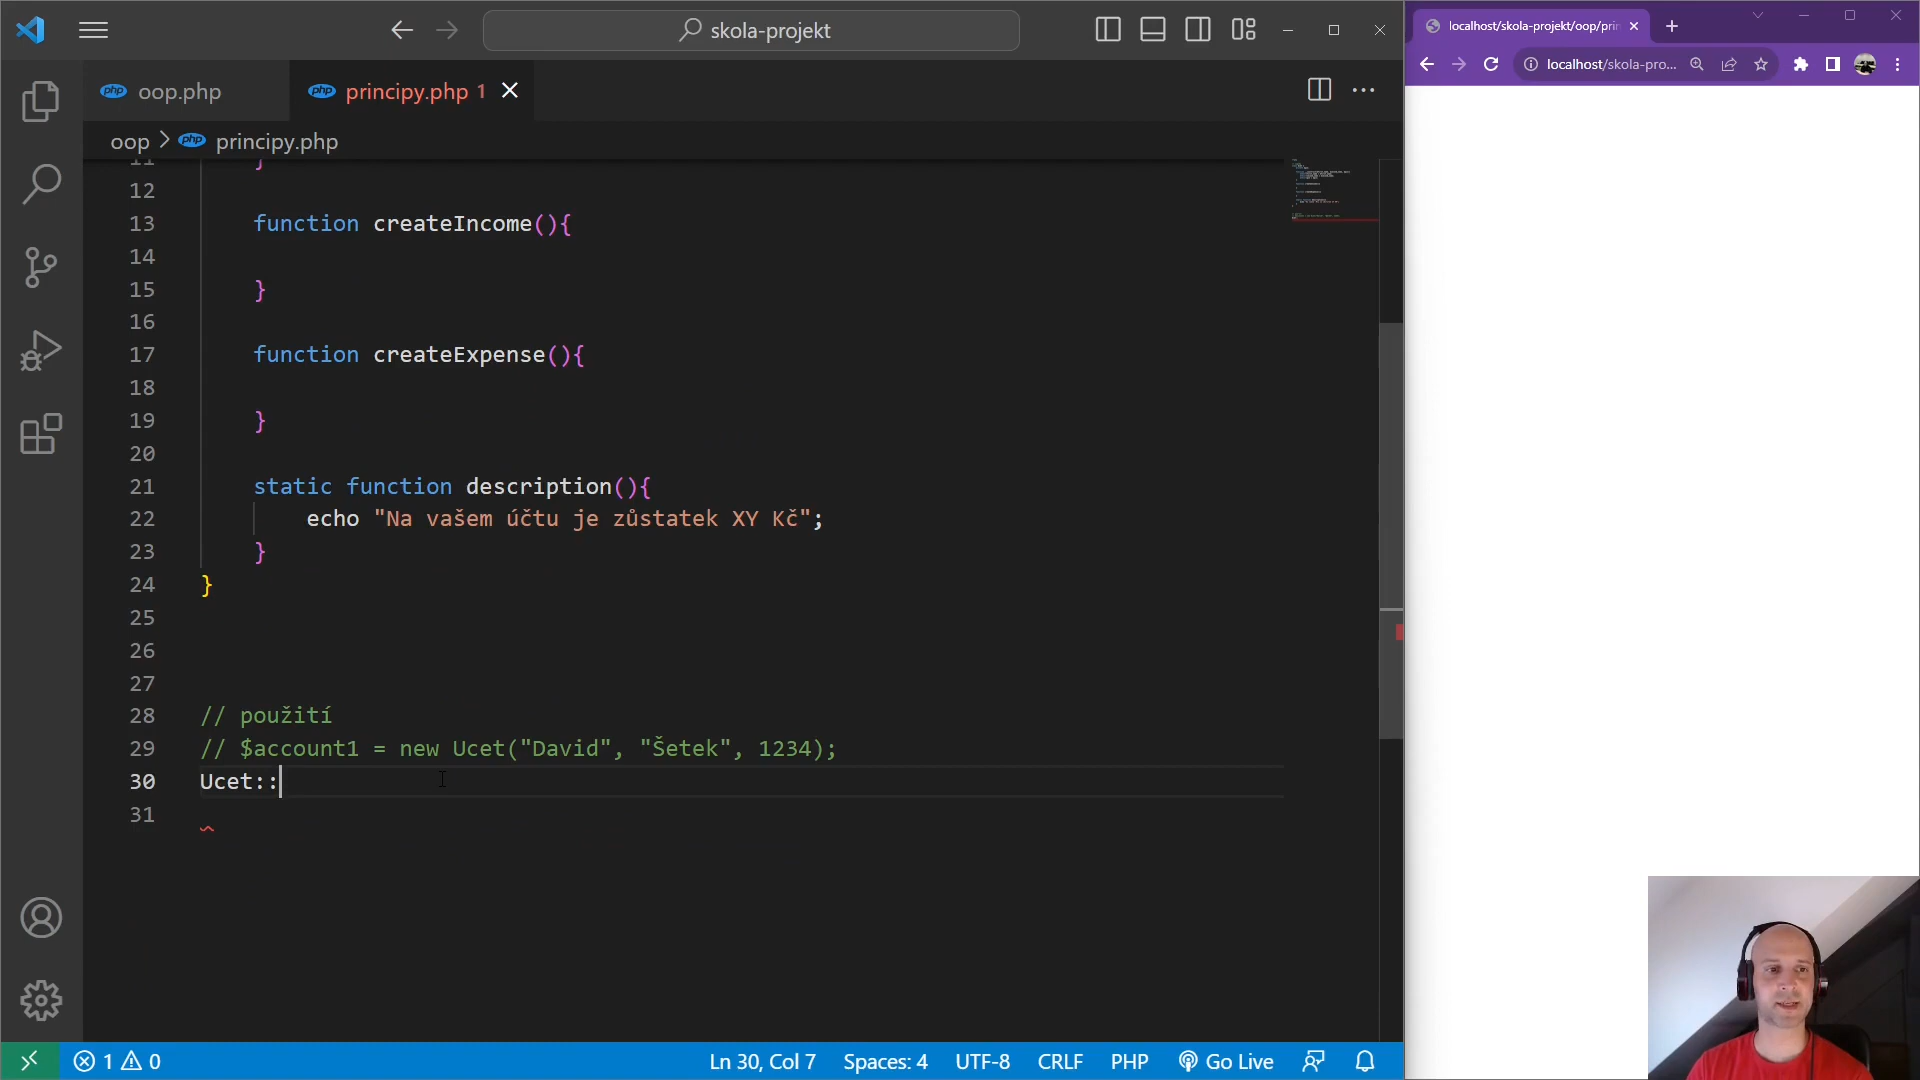 skola-projekt
oop.php
principy.php 1
oop > principy.php
11 }
12
13 function createIncome(){
14
15 }
16
17 function createExpense(){
18
19 }
20
21 static function description(){
22 echo "Na vašem účtu je zůstatek XY Kč";
23 }
24 }
25
26
27
28 // použití
29 // $account1 = new Ucet("David", "Šetek", 1234);
30 Ucet::
31
1 0
Ln 30, Col 7
Spaces: 4
UTF-8
CRLF
PHP
Go Live
localhost/skola-projekt/oop/prin
localhost/skola-pro...